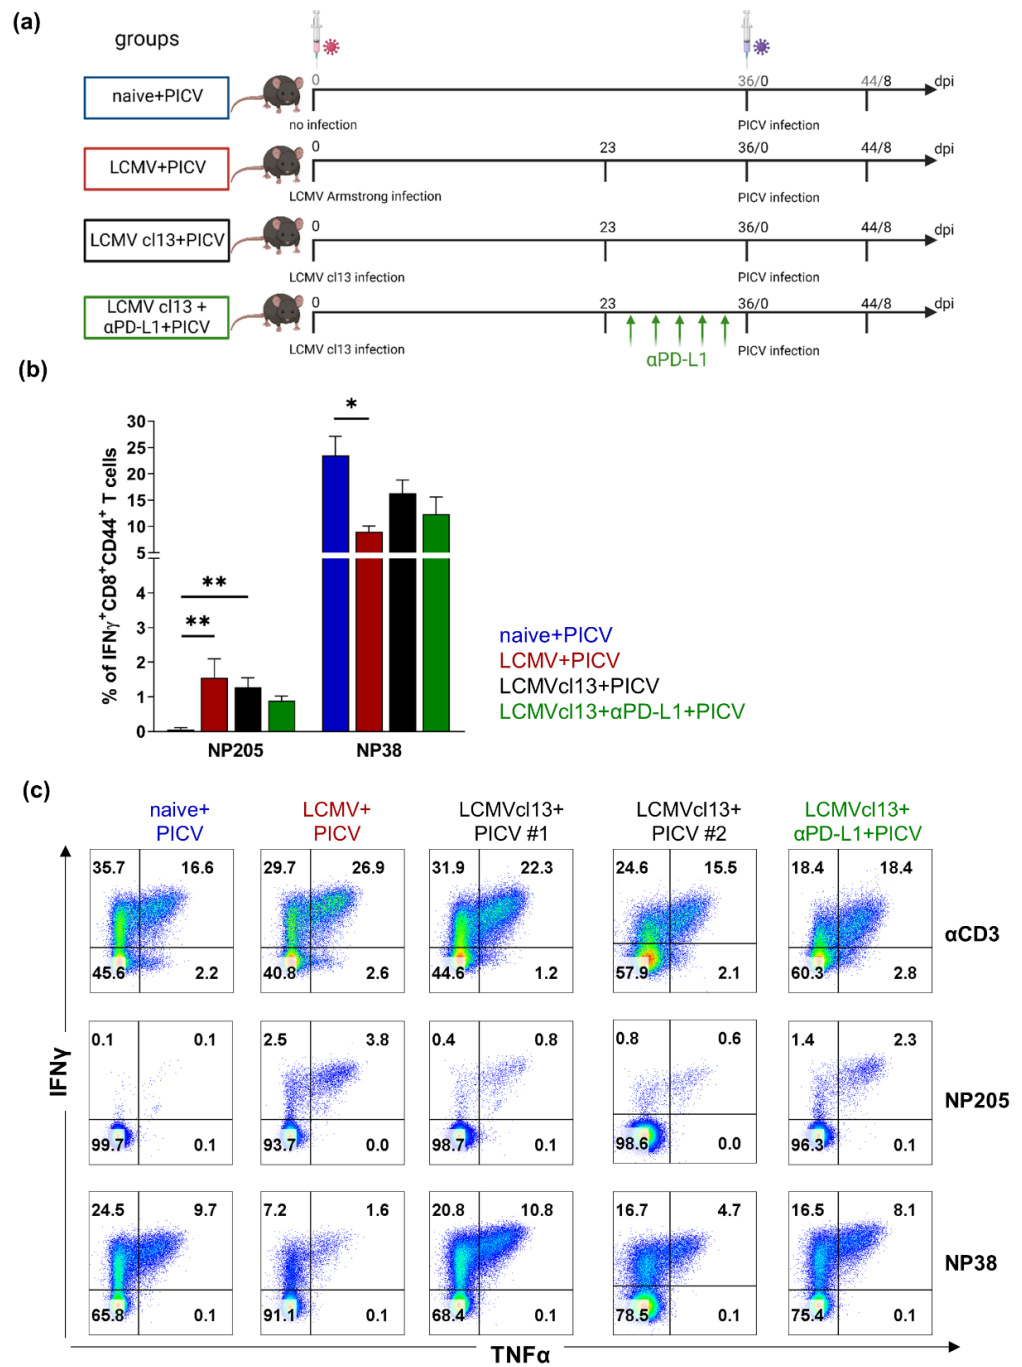 (a)
groups
naive+PICV
0
36/0
44/8
dpi
no infection
PICV infection
LCMV+PICV
0
23
36/0
44/8
dpi
LCMV Armstrong infection
PICV infection
LCMV cl13+PICV
0
23
36/0
44/8
dpi
LCMV cl13 infection
PICV infection
LCMV cl13 +
αPD-L1+PICV
0
23
36/0
44/8
dpi
LCMV cl13 infection
αPD-L1
PICV infection
(b)
% of IFNγ+CD8+CD44+ T cells
30
25
20
15
10
5
4
3
2
1
0
**
**
*
NP205
NP38
naive+PICV
LCMV+PICV
LCMVcl13+PICV
LCMVcl13+αPD-L1+PICV
(c)
naive+
PICV
LCMV+
PICV
LCMVcl13+
PICV #1
LCMVcl13+
PICV #2
LCMVcl13+
αPD-L1+PICV
35.7 16.6 29.7 26.9 31.9 22.3 24.6 15.5 18.4 18.4
αCD3
45.6 2.2 40.8 2.6 44.6 1.2 57.9 2.1 60.3 2.8
0.1 0.1 2.5 3.8 0.4 0.8 0.8 0.6 1.4 2.3
NP205
99.7 0.1 93.7 0.0 98.7 0.1 98.6 0.0 96.3 0.1
24.5 9.7 7.2 1.6 20.8 10.8 16.7 4.7 16.5 8.1
NP38
65.8 0.1 91.1 0.1 68.4 0.1 78.5 0.1 75.4 0.1
IFNγ
TNFα